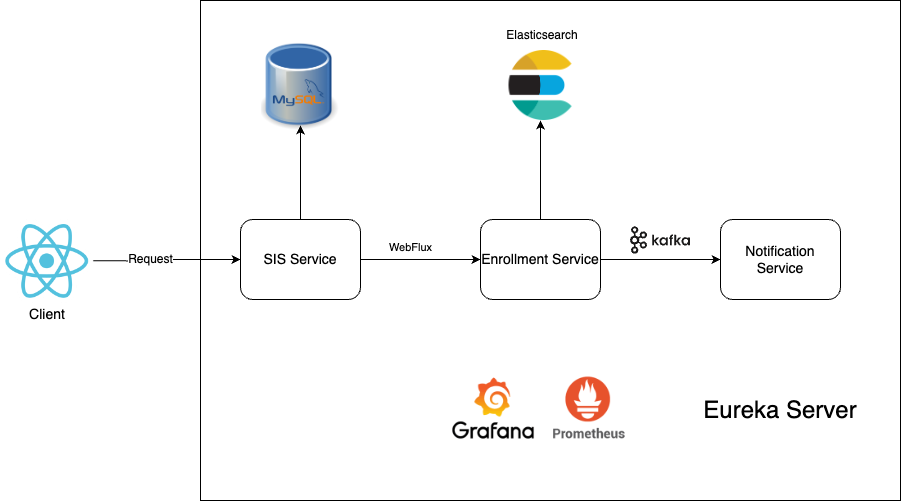 Elasticsearch
MySQL
WebFlux
kafka
Request
SIS Service
Enrollment Service
Notification
Service
Client
Grafana
Prometheus
Eureka Server